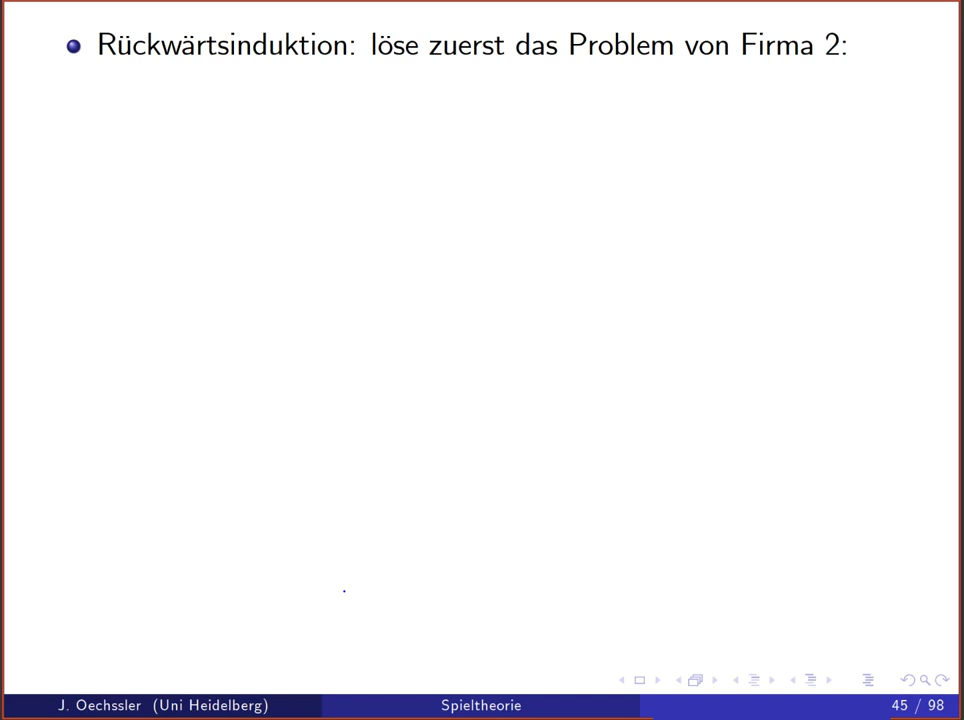 Rückwärtsinduktion: löse zuerst das Problem von Firma 2:
J. Oechssler (Uni Heidelberg)
Spieltheorie
45 / 98